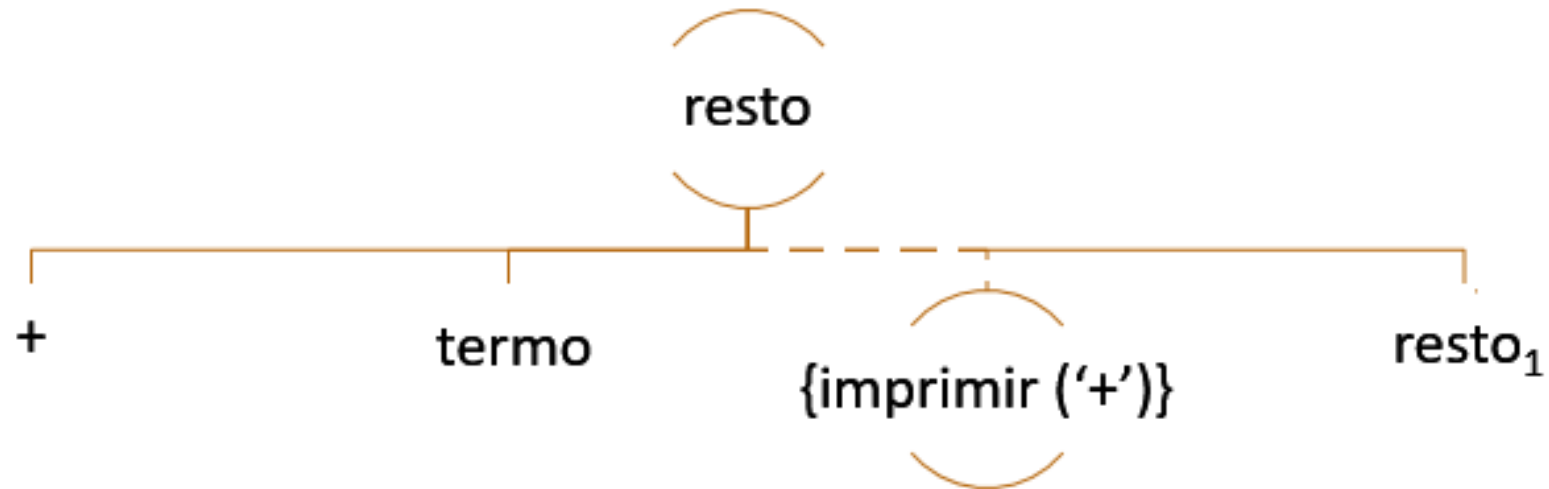 resto
+
termo
{imprimir (‘+’)}
resto₁